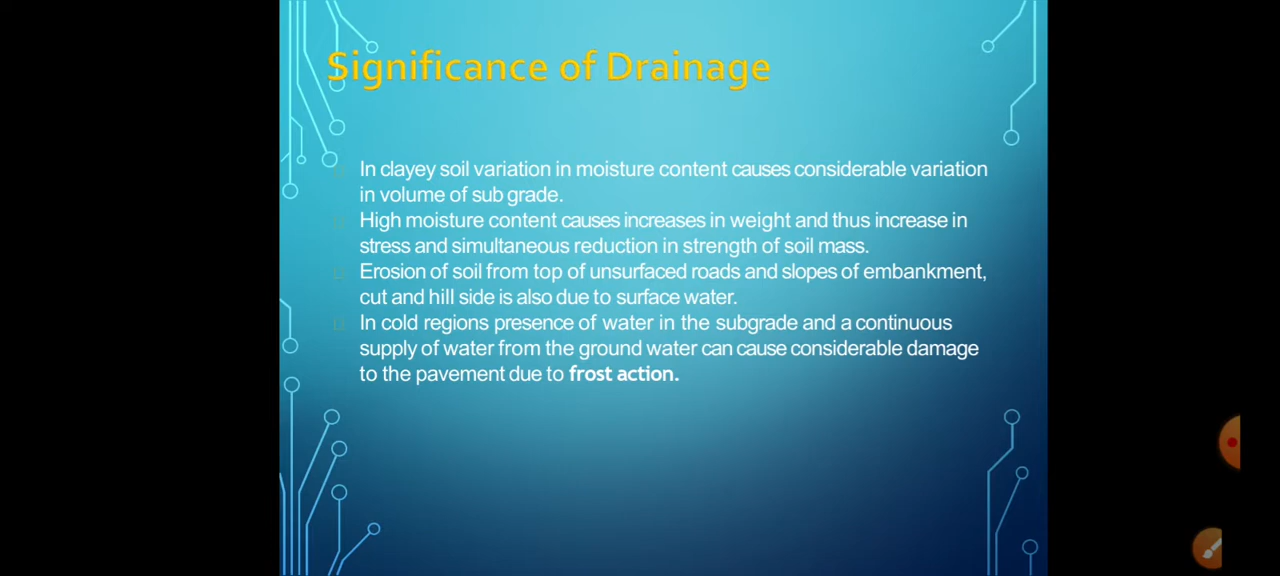 Significance of Drainage
In clayey soil variation in moisture content causes considerable variation
in volume of sub grade.
High moisture content causes increases in weight and thus increase in
stress and simultaneous reduction in strength of soil mass.
Erosion of soil from top of unsurfaced roads and slopes of embankment,
cut and hill side is also due to surface water.
In cold regions presence of water in the subgrade and a continuous
supply of water from the ground water can cause considerable damage
to the pavement due to frost action.